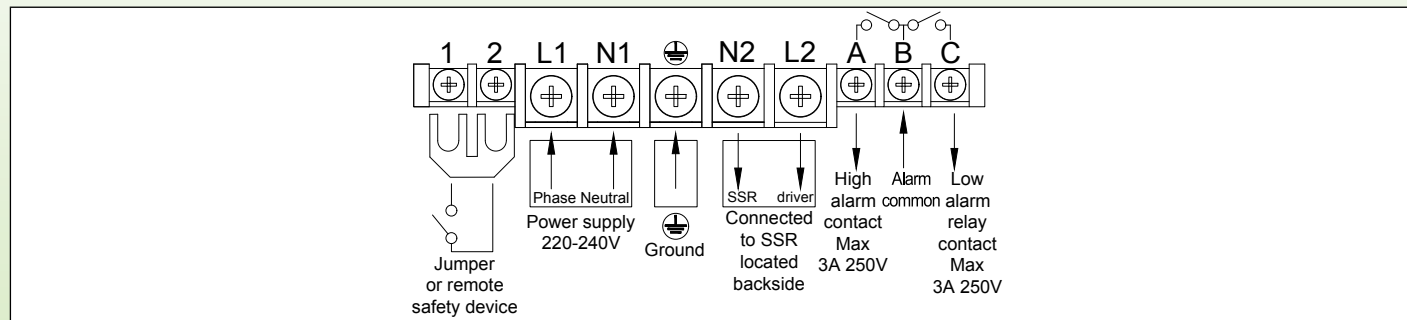 1 2 L1 N1 N2 L2 A B C
Phase Neutral
Power supply
220-240V
Ground
SSR driver
Connected
to SSR
located
backside
High
alarm
contact
Max
3A 250V
Alarm
common
Low
alarm
relay
contact
Max
3A 250V
Jumper
or remote
safety device